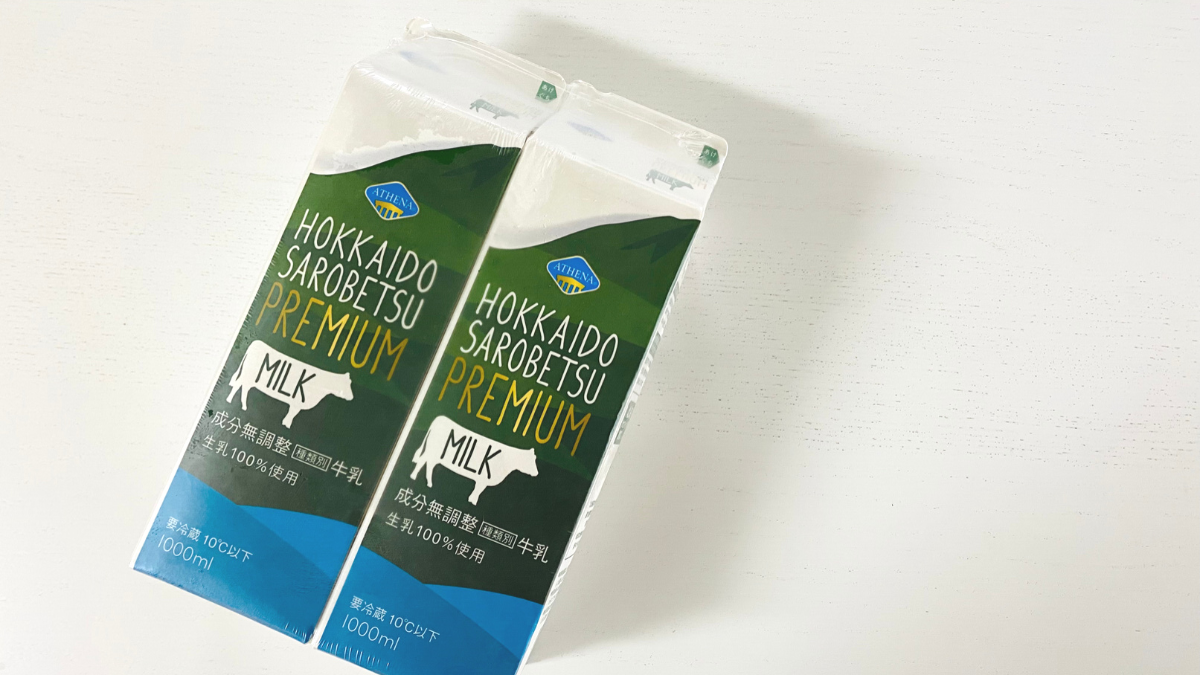 ATHENA
HOKKAIDO
SAROBETSU
PREMIUM
MILK
成分無調整 種類別 牛乳
生乳100%使用
要冷蔵 10℃以下
1000ml
ATHENA
HOKKAIDO
SAROBETSU
PREMIUM
MILK
成分無調整 種類別 牛乳
生乳100%使用
要冷蔵 10℃以下
1000ml